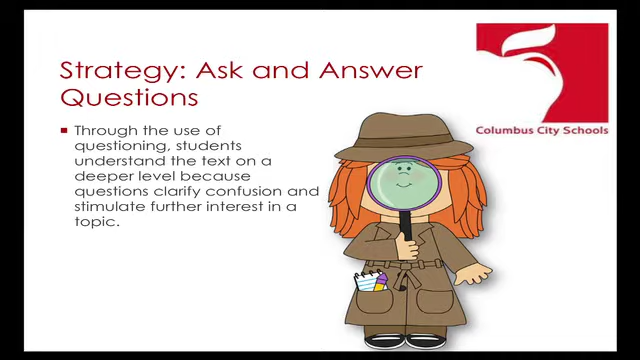 Strategy: Ask and Answer
Questions
Through the use of
questioning, students
understand the text on a
deeper level because
questions clarify confusion and
stimulate further interest in a
topic.
Columbus City Schools